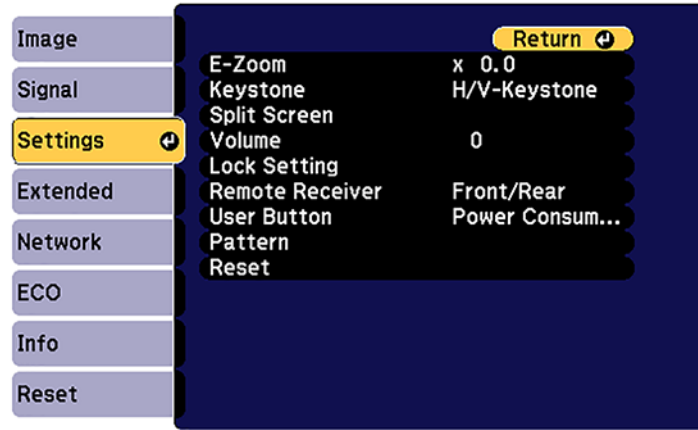 Image
Signal
Settings
Extended
Network
ECO
Info
Reset
Return
E-Zoom x 0.0
Keystone H/V-Keystone
Split Screen
Volume 0
Lock Setting
Remote Receiver Front/Rear
User Button Power Consum...
Pattern
Reset